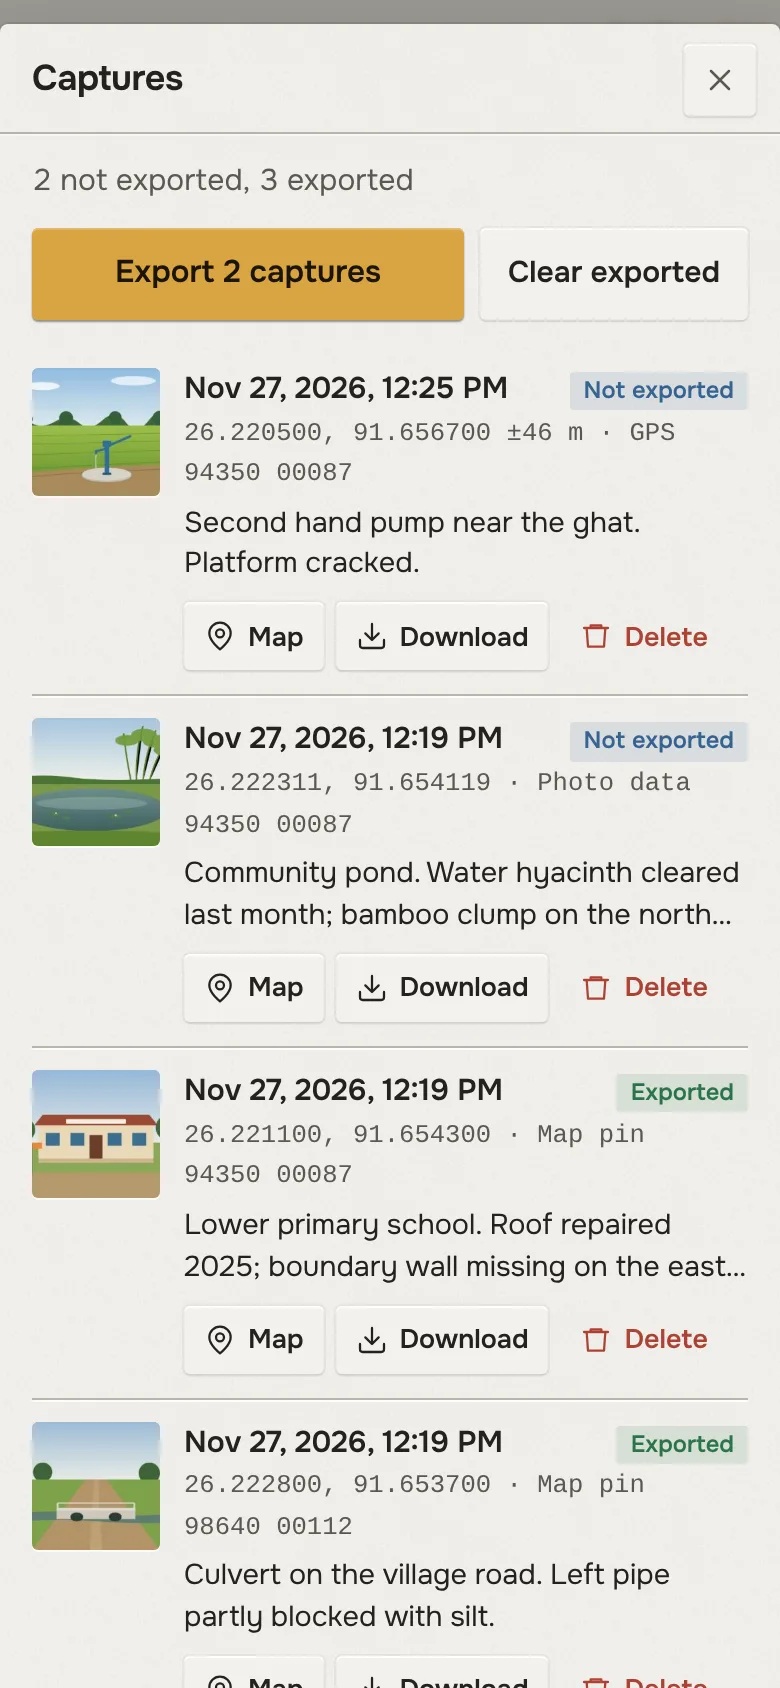 Captures
2 not exported, 3 exported
Export 2 captures
Clear exported
Nov 27, 2026, 12:25 PM
Not exported
26.220500, 91.656700 ±46 m · GPS
94350 00087
Second hand pump near the ghat.
Platform cracked.
Map
Download
Delete
Nov 27, 2026, 12:19 PM
Not exported
26.222311, 91.654119 · Photo data
94350 00087
Community pond. Water hyacinth cleared
last month; bamboo clump on the north...
Map
Download
Delete
Nov 27, 2026, 12:19 PM
Exported
26.221100, 91.654300 · Map pin
94350 00087
Lower primary school. Roof repaired
2025; boundary wall missing on the east...
Map
Download
Delete
Nov 27, 2026, 12:19 PM
Exported
26.222800, 91.653700 · Map pin
98640 00112
Culvert on the village road. Left pipe
partly blocked with silt.
Map
Download
Delete